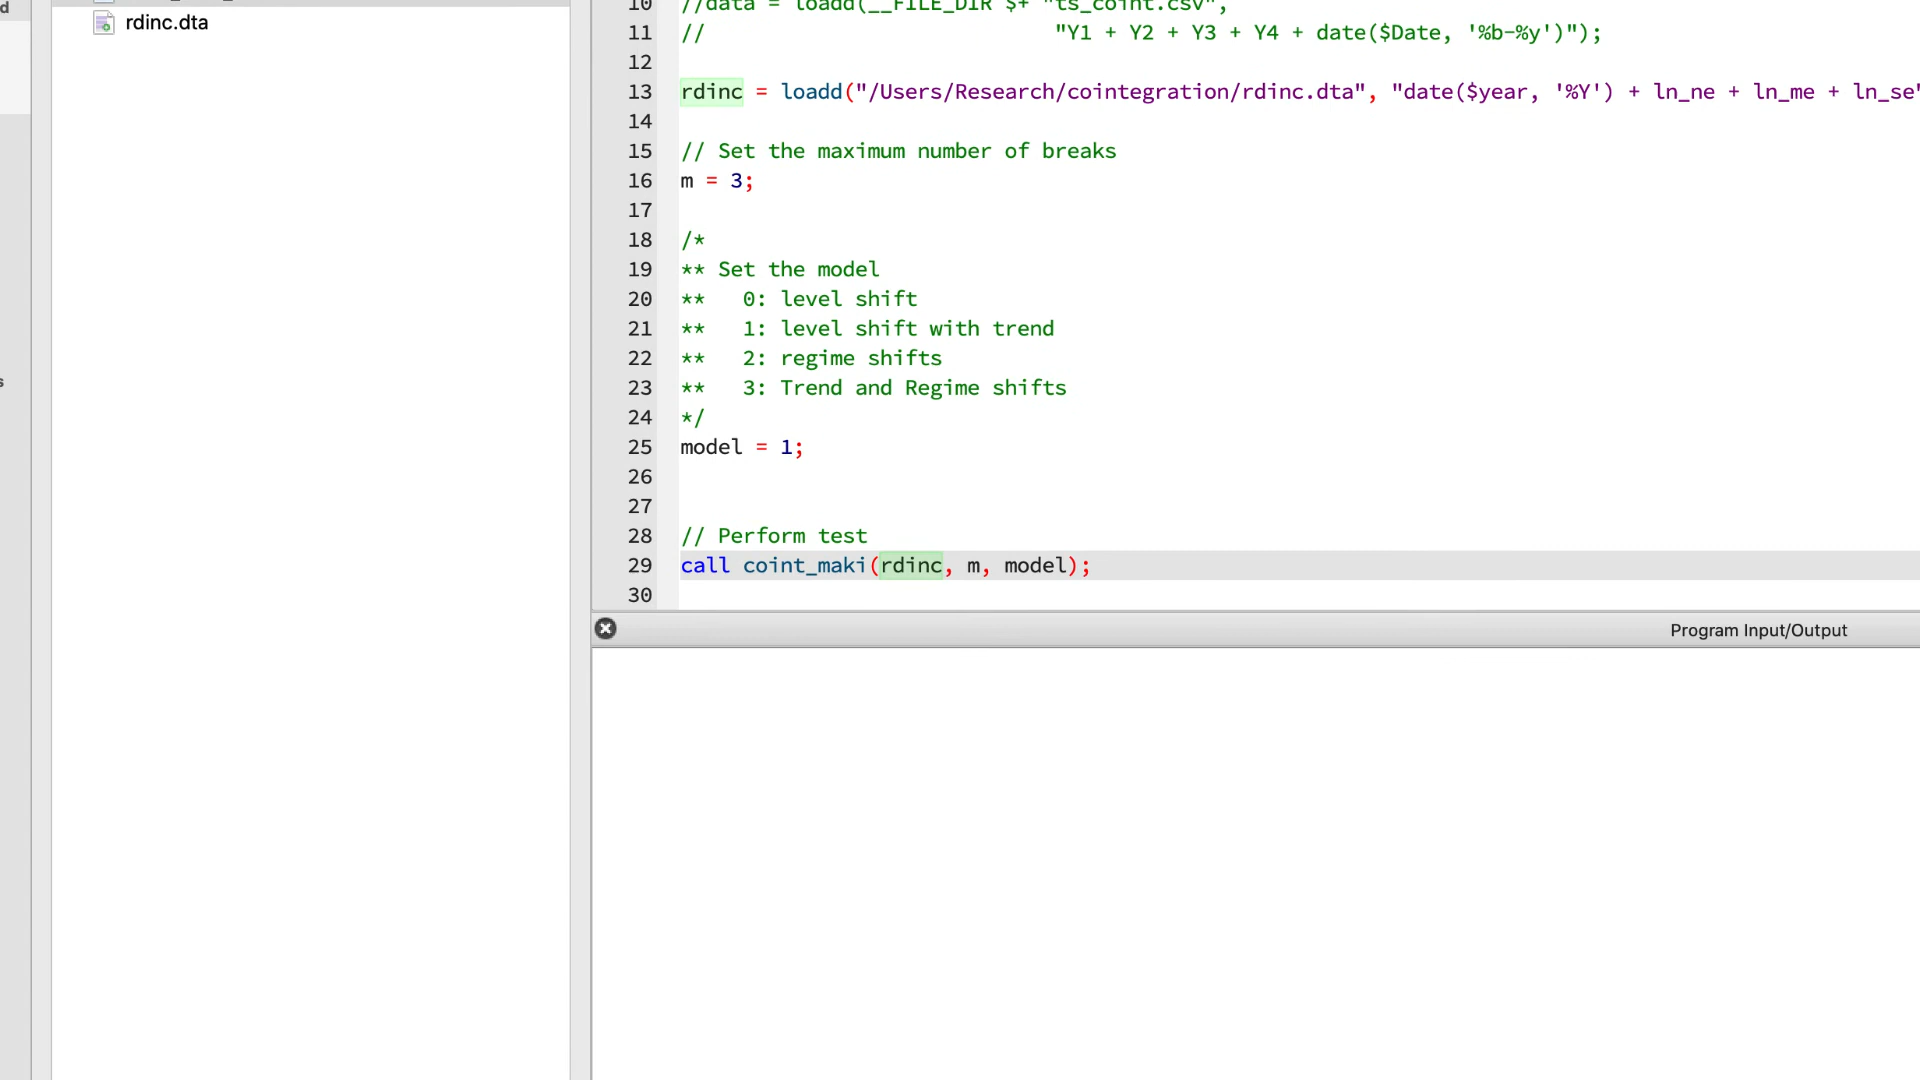 d
rdinc.dta
s
10 //data = loadd(__FILE_DIR $+ "ts_coint.csv",
11 // "Y1 + Y2 + Y3 + Y4 + date($Date, '%b-%y')");
12
13 rdinc = loadd("/Users/Research/cointegration/rdinc.dta", "date($year, '%Y') + ln_ne + ln_me + ln_se"
14
15 // Set the maximum number of breaks
16 m = 3;
17
18 /*
19 ** Set the model
20 ** 0: level shift
21 ** 1: level shift with trend
22 ** 2: regime shifts
23 ** 3: Trend and Regime shifts
24 */
25 model = 1;
26
27
28 // Perform test
29 call coint_maki(rdinc, m, model);
30
Program Input/Output